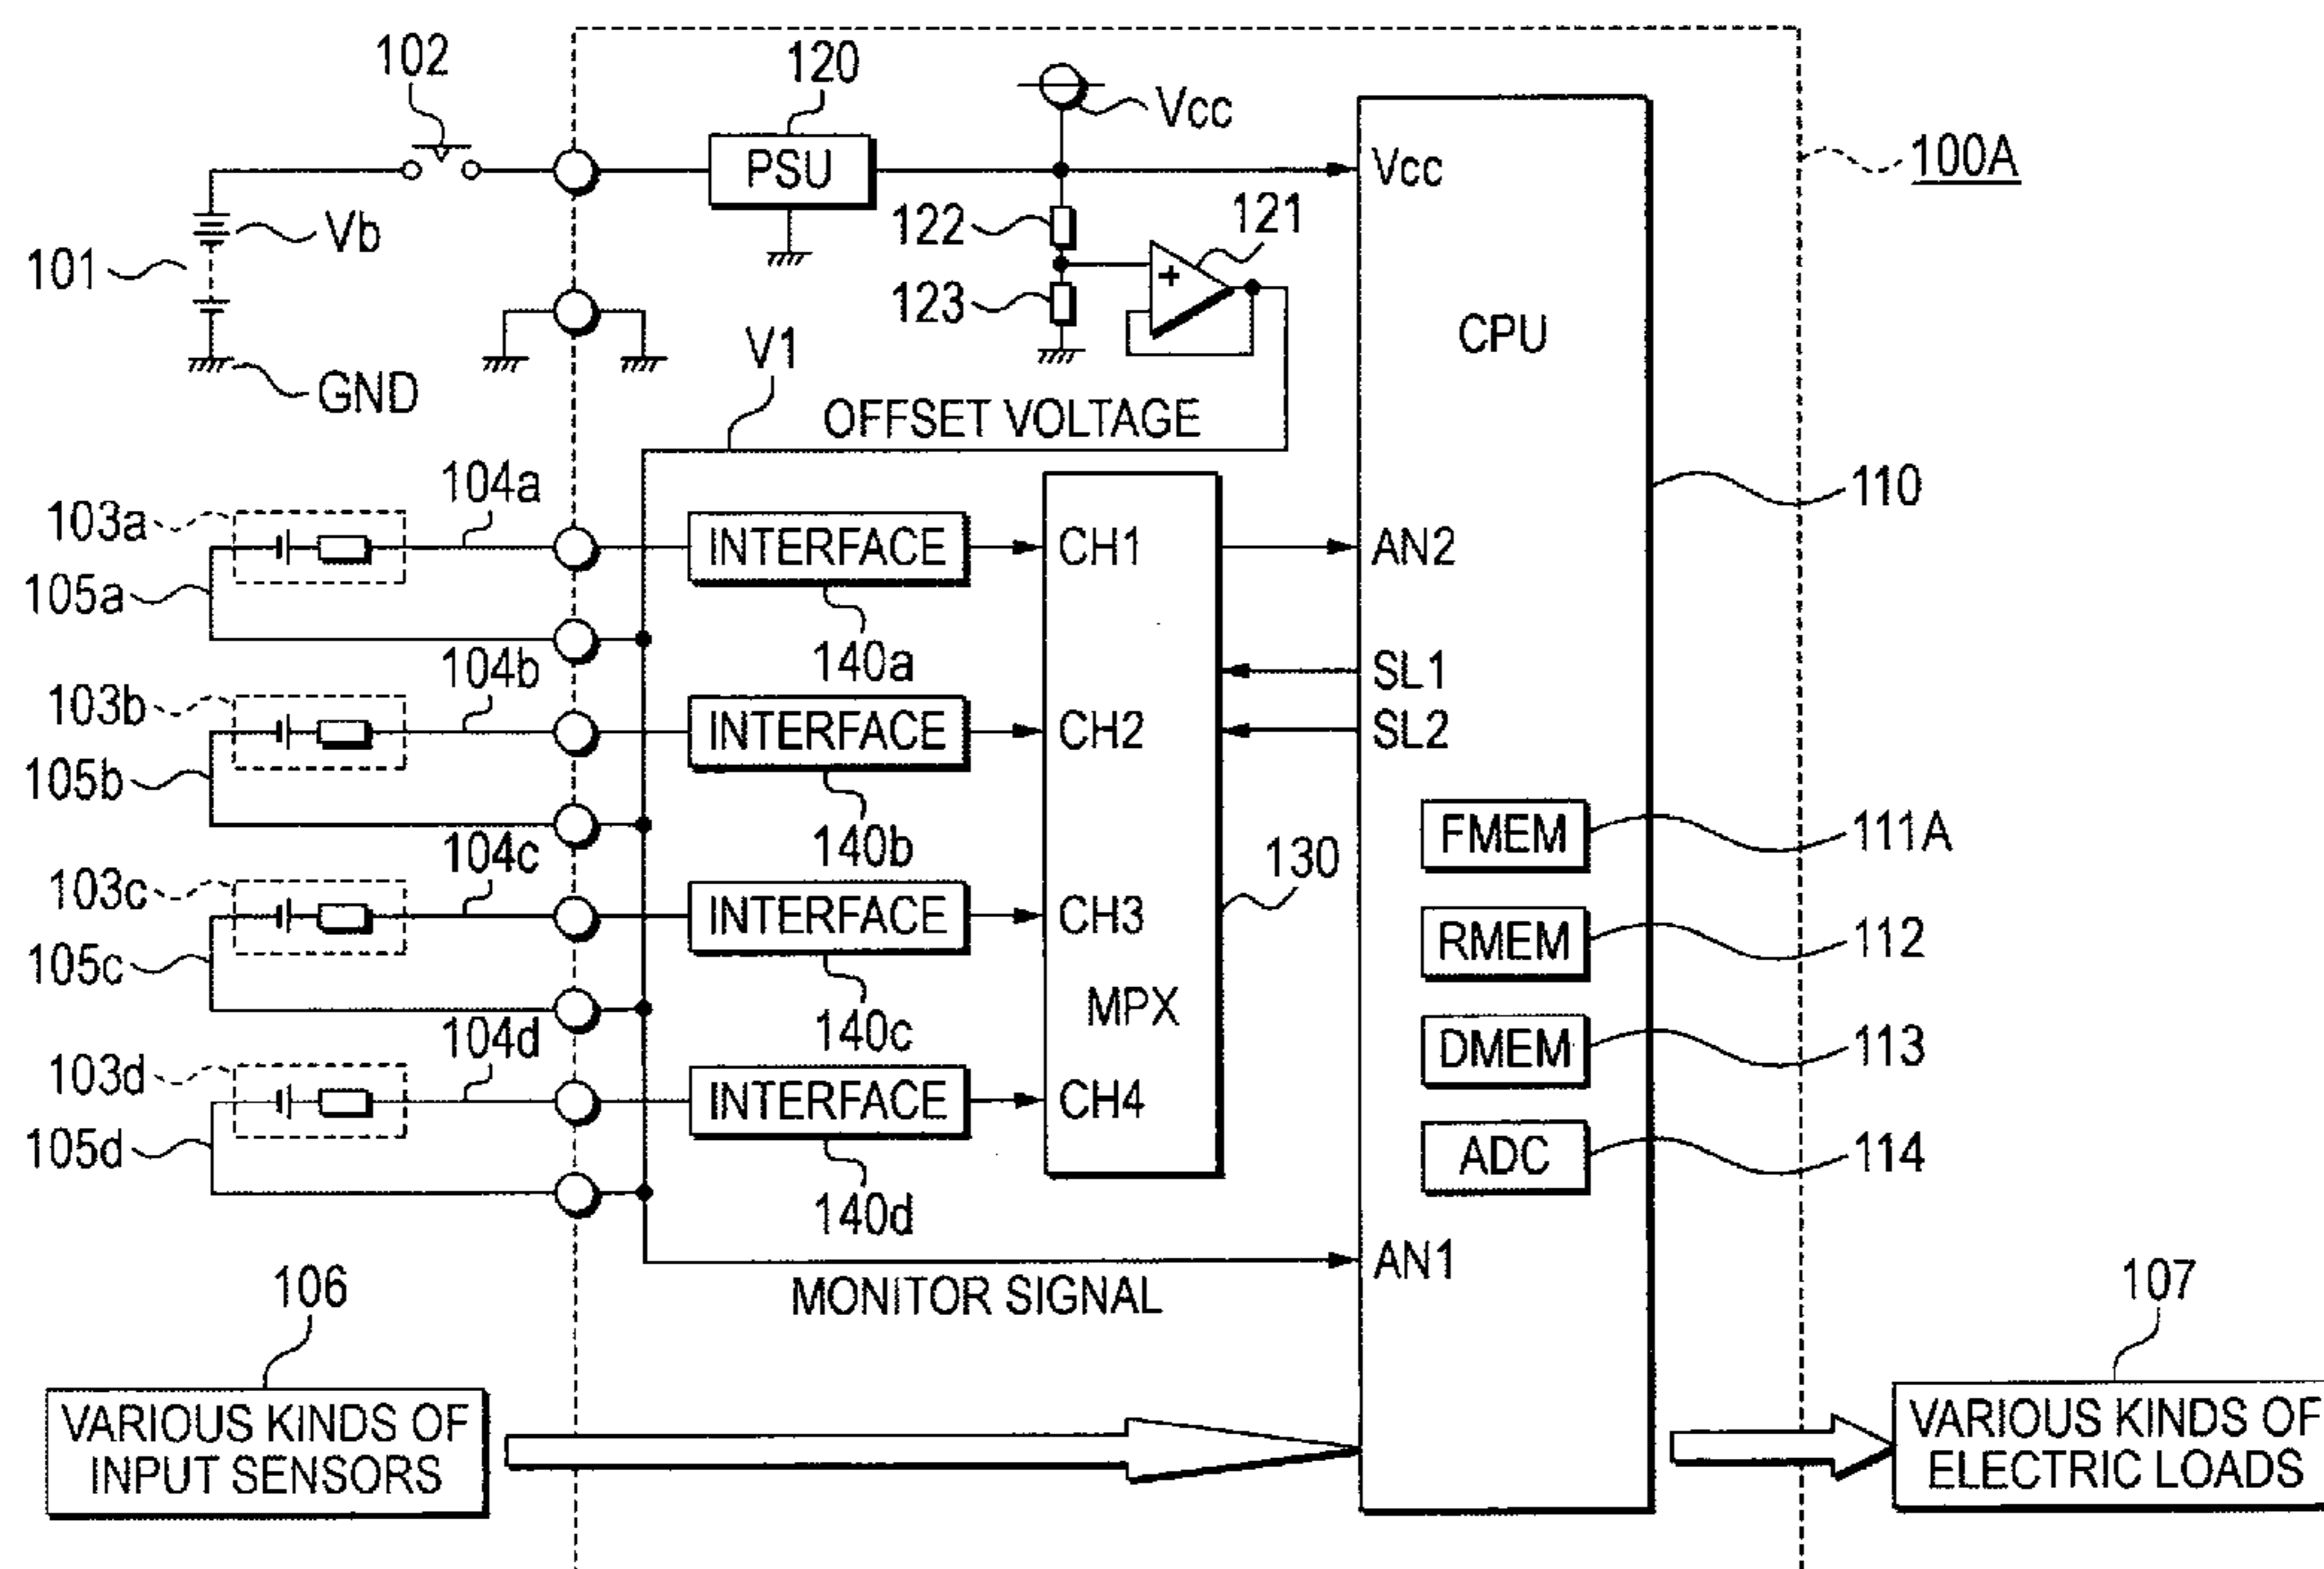 102
120
Vcc
100A
PSU
Vcc
Vb
122
121
101
123
CPU
V1
GND
OFFSET VOLTAGE
104a
110
103a
INTERFACE
CH1
AN2
105a
104b
140a
SL1
103b
INTERFACE
CH2
SL2
105b
104c
140b
130
FMEM
111A
103c
INTERFACE
CH3
RMEM
112
105c
104d
140c
MPX
DMEM
113
103d
INTERFACE
CH4
105d
ADC
114
140d
AN1
106
MONITOR SIGNAL
107
VARIOUS KINDS OF
INPUT SENSORS
VARIOUS KINDS OF
ELECTRIC LOADS
+